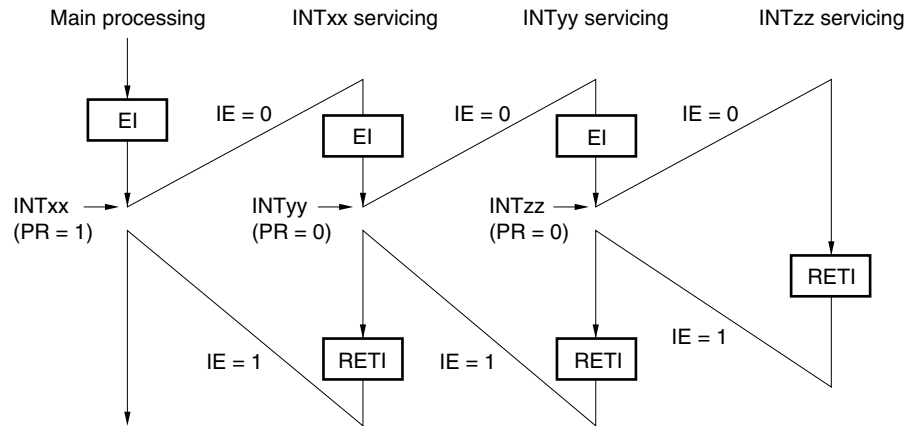 Main processing
INTxx servicing
INTyy servicing
INTzz servicing
EI
IE = 0
EI
IE = 0
EI
IE = 0
INTxx
(PR = 1)
INTyy
(PR = 0)
INTzz
(PR = 0)
RETI
IE = 1
RETI
IE = 1
RETI
IE = 1